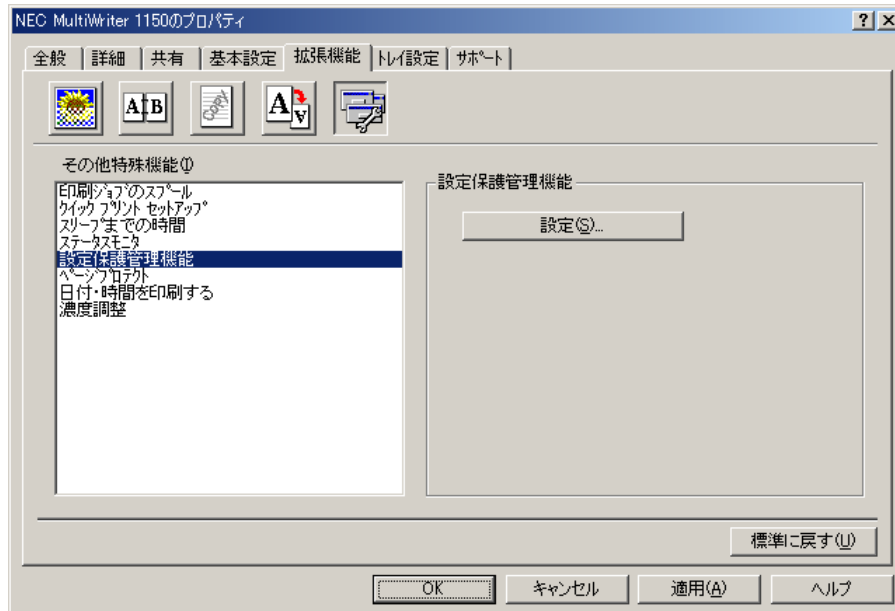 NEC MultiWriter 1150のプロパティ
全般 詳細 共有 基本設定 拡張機能 トレイ設定 サポート
A B COPY A A
その他特殊機能(I)
印刷ジョブのスプール
クイック プリント セットアップ
スリープまでの時間
ステータスモニタ
設定保護管理機能
ページプロテクト
日付・時間を印刷する
濃度調整
設定保護管理機能
設定(S)...
標準に戻す(U)
OK キャンセル 適用(A) ヘルプ